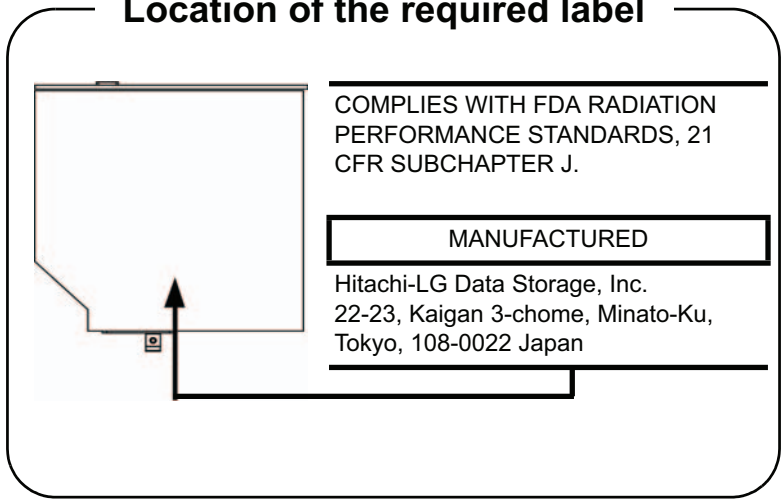 Location of the required label
COMPLIES WITH FDA RADIATION
PERFORMANCE STANDARDS, 21
CFR SUBCHAPTER J.
MANUFACTURED
Hitachi-LG Data Storage, Inc.
22-23, Kaigan 3-chome, Minato-Ku,
Tokyo, 108-0022 Japan